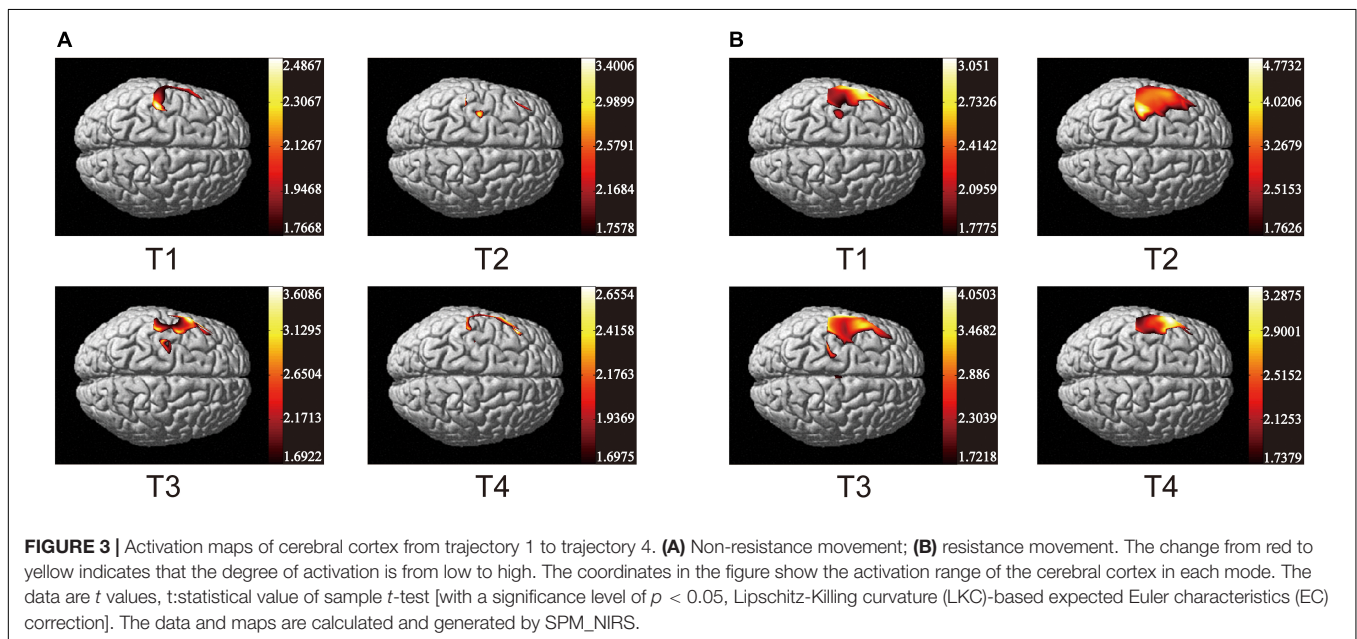 A
B
2.4867
2.3067
2.1267
1.9468
1.7668
T1
3.4006
2.9899
2.5791
2.1684
1.7578
T2
3.051
2.7326
2.4142
2.0959
1.7775
T1
4.7732
4.0206
3.2679
2.5153
1.7626
T2
3.6086
3.1295
2.6504
2.1713
1.6922
T3
2.6554
2.4158
2.1763
1.9369
1.6975
T4
4.0503
3.4682
2.886
2.3039
1.7218
T3
3.2875
2.9001
2.5152
2.1253
1.7379
T4
FIGURE 3 | Activation maps of cerebral cortex from trajectory 1 to trajectory 4. (A) Non-resistance movement; (B) resistance movement. The change from red to
yellow indicates that the degree of activation is from low to high. The coordinates in the figure show the activation range of the cerebral cortex in each mode. The
data are t values, t:statistical value of sample t-test [with a significance level of p < 0.05, Lipschitz-Killing curvature (LKC)-based expected Euler characteristics (EC)
correction]. The data and maps are calculated and generated by SPM_NIRS.